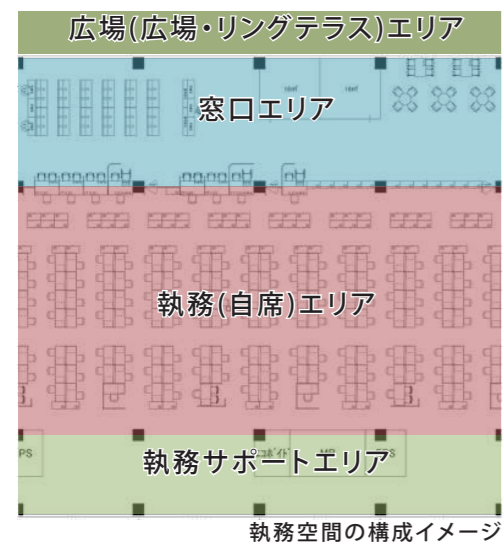 広場(広場・リングテラス)エリア
窓口エリア
執務(自席)エリア
PS
執務サポートエリア
執務空間の構成イメージ